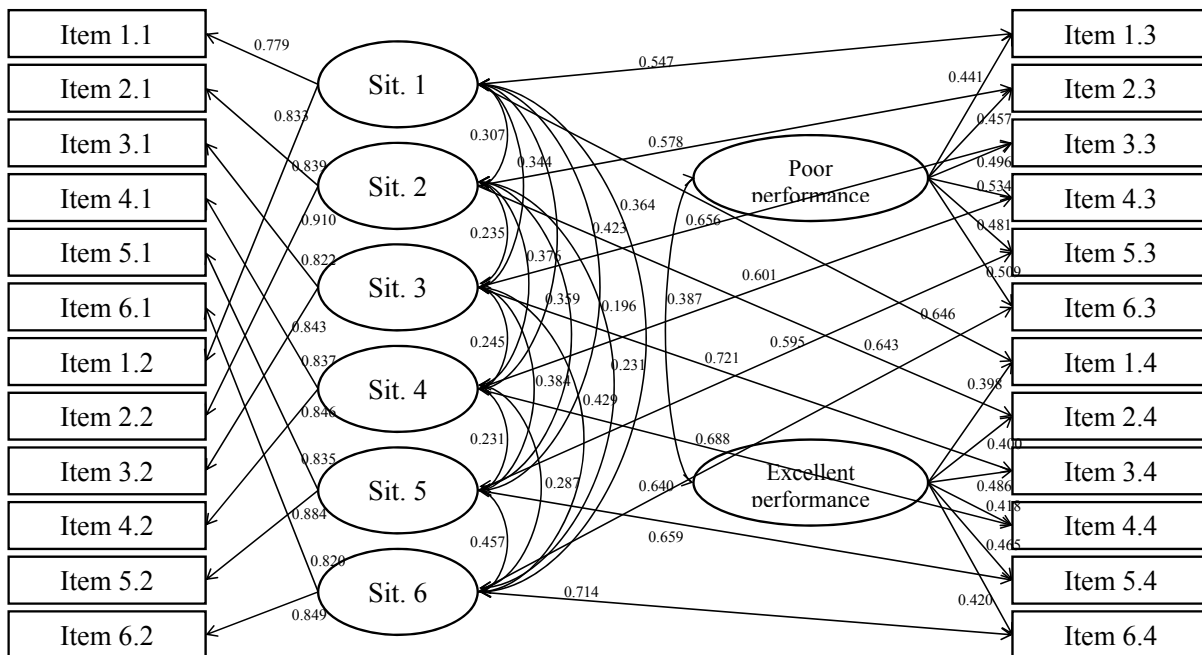 Item 1.1
Item 2.1
Item 3.1
Item 4.1
Item 5.1
Item 6.1
Item 1.2
Item 2.2
Item 3.2
Item 4.2
Item 5.2
Item 6.2
0.779
0.833
0.839
0.910
0.822
0.843
0.837
0.846
0.835
0.884
0.820
0.849
Sit. 1
Sit. 2
Sit. 3
Sit. 4
Sit. 5
Sit. 6
0.307
0.344
0.364
0.423
0.235
0.376
0.359
0.196
0.245
0.384
0.231
0.429
0.231
0.287
0.457
0.547
0.578
0.656
0.601
0.595
0.646
0.643
0.721
0.688
0.640
0.659
0.714
0.387
Poor
performance
Excellent
performance
0.441
0.457
0.496
0.534
0.481
0.509
0.398
0.400
0.486
0.418
0.465
0.420
Item 1.3
Item 2.3
Item 3.3
Item 4.3
Item 5.3
Item 6.3
Item 1.4
Item 2.4
Item 3.4
Item 4.4
Item 5.4
Item 6.4